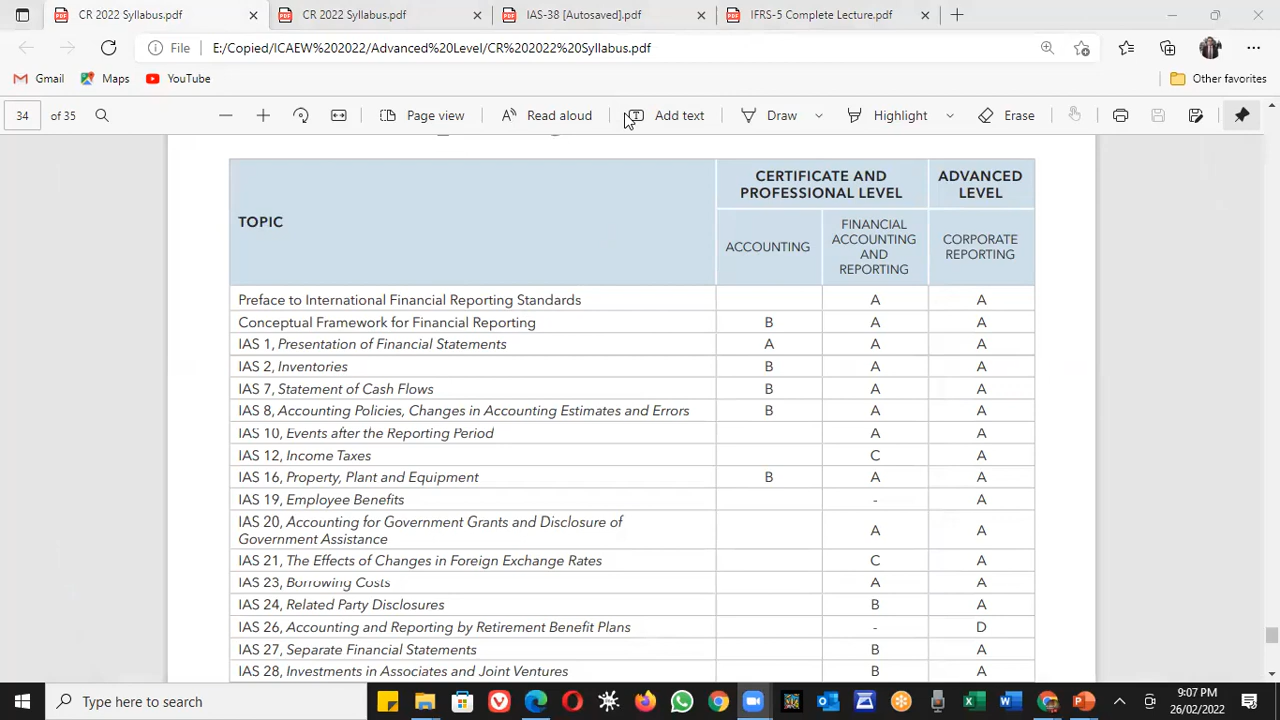 CR 2022 Syllabus.pdf
CR 2022 Syllabus.pdf
IAS-38 [Autosaved].pdf
IFRS-5 Complete Lecture.pdf
File
E:/Copied/ICAEW%202022/Advanced%20Level/CR%202022%20Syllabus.pdf
Gmail
Maps
YouTube
Other favorites
34 of 35
Page view
Read aloud
Add text
Draw
Highlight
Erase
TOPIC
CERTIFICATE AND PROFESSIONAL LEVEL
ADVANCED LEVEL
ACCOUNTING
FINANCIAL ACCOUNTING AND REPORTING
CORPORATE REPORTING
Preface to International Financial Reporting Standards A A
Conceptual Framework for Financial Reporting B A A
IAS 1, Presentation of Financial Statements A A A
IAS 2, Inventories B A A
IAS 7, Statement of Cash Flows B A A
IAS 8, Accounting Policies, Changes in Accounting Estimates and Errors B A A
IAS 10, Events after the Reporting Period A A
IAS 12, Income Taxes C A
IAS 16, Property, Plant and Equipment B A A
IAS 19, Employee Benefits - A
IAS 20, Accounting for Government Grants and Disclosure of
Government Assistance A A
IAS 21, The Effects of Changes in Foreign Exchange Rates C A
IAS 23, Borrowing Costs A A
IAS 24, Related Party Disclosures B A
IAS 26, Accounting and Reporting by Retirement Benefit Plans - D
IAS 27, Separate Financial Statements B A
IAS 28, Investments in Associates and Joint Ventures B A
Type here to search
9:07 PM
26/02/2022